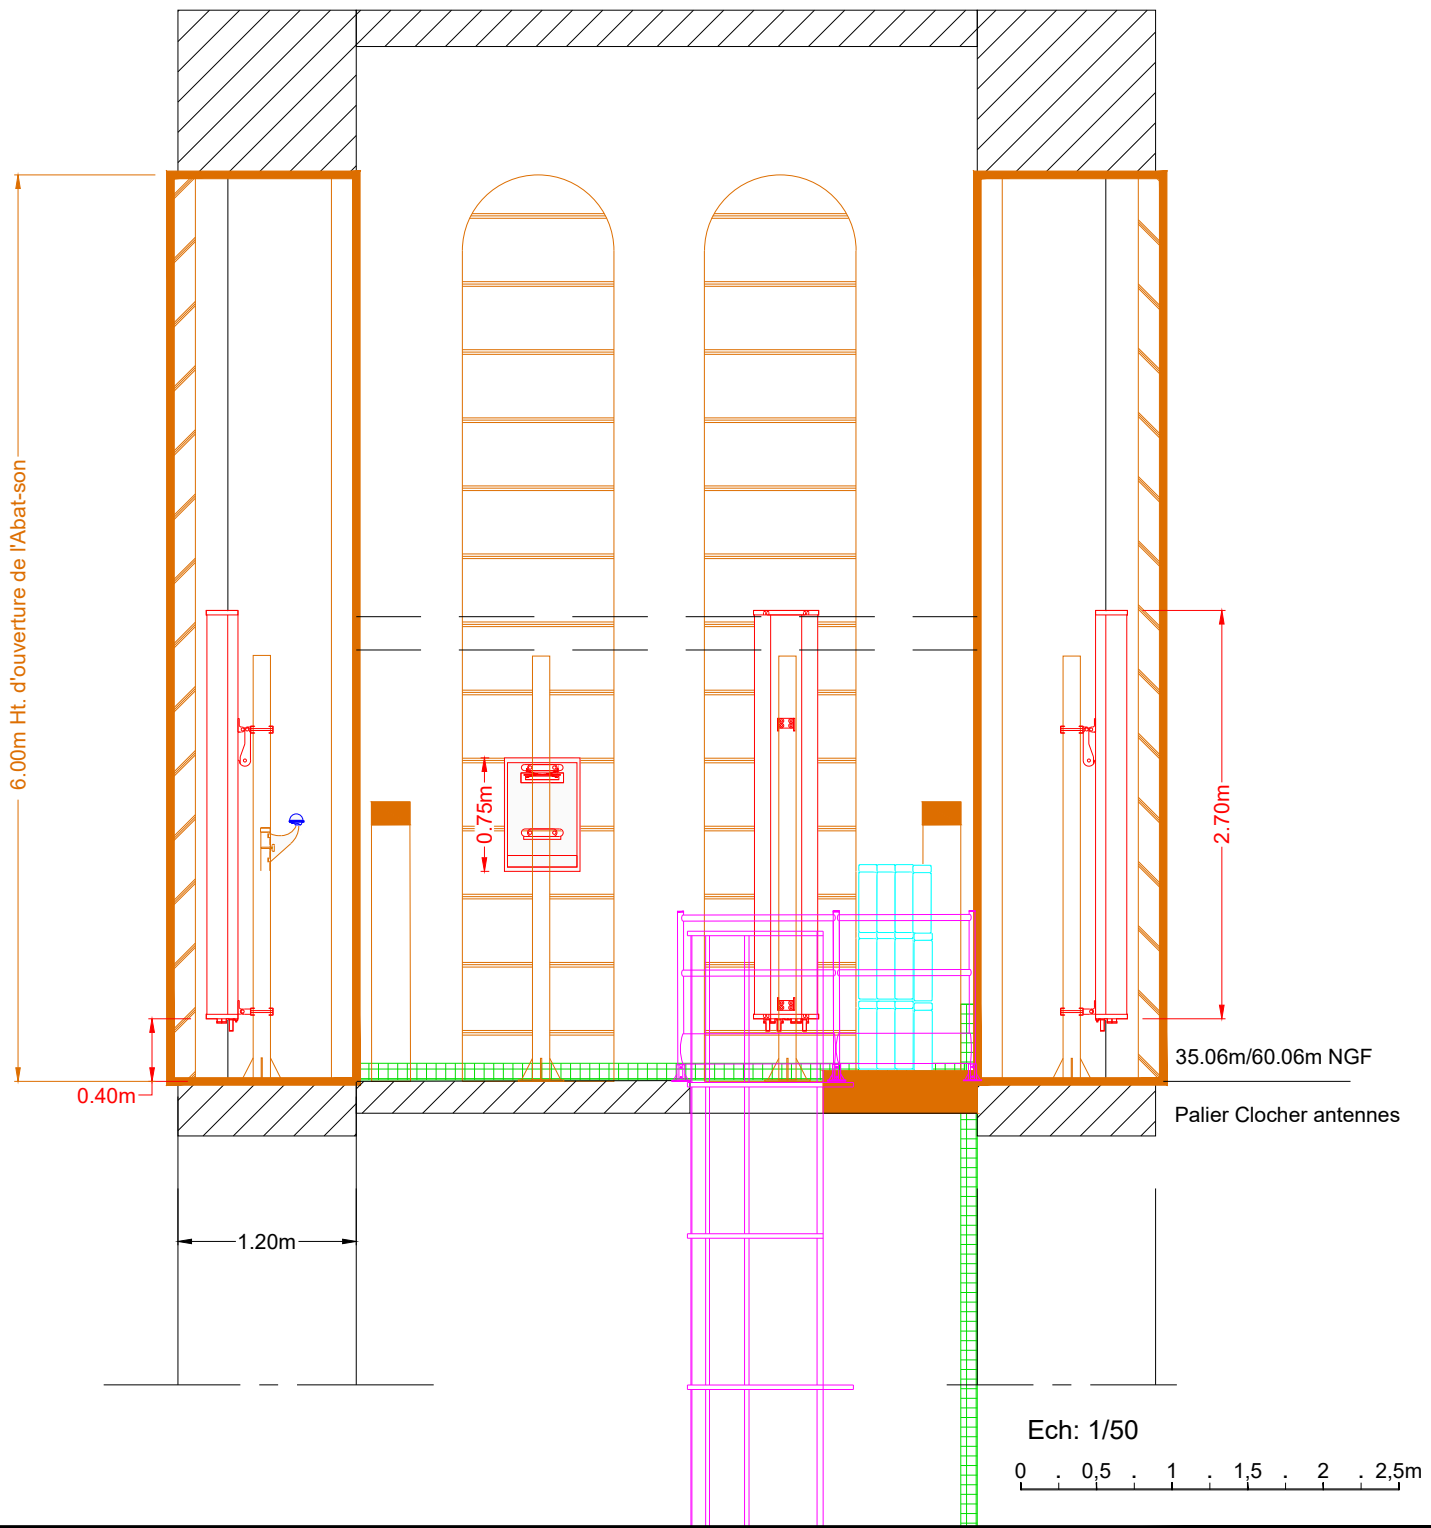 6.00m Ht. d'ouverture de l'Abat-son
0.75m
2.70m
0.40m
35.06m/60.06m NGF
Palier Clocher antennes
1.20m
Ech: 1/50
0 . 0,5 . 1 . 1,5 . 2 . 2,5m